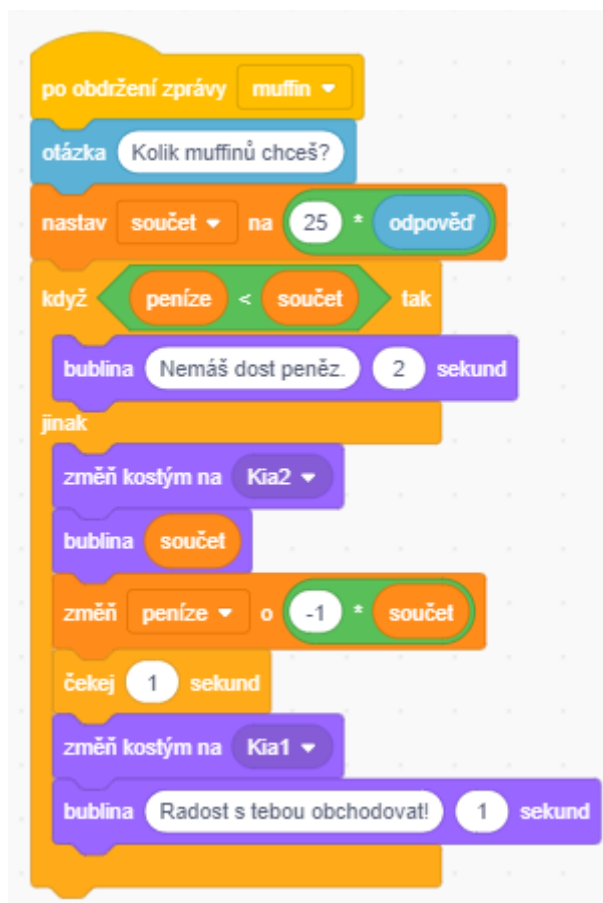 po obdržení zprávy muffin
otázka Kolik muffinů chceš?
nastav součet na 25 * odpověď
když peníze < součet tak
bublina Nemáš dost peněz. 2 sekund
jinak
změň kostým na Kia2
bublina součet
změň peníze o -1 * součet
čekej 1 sekund
změň kostým na Kia1
bublina Radost s tebou obchodovat! 1 sekund